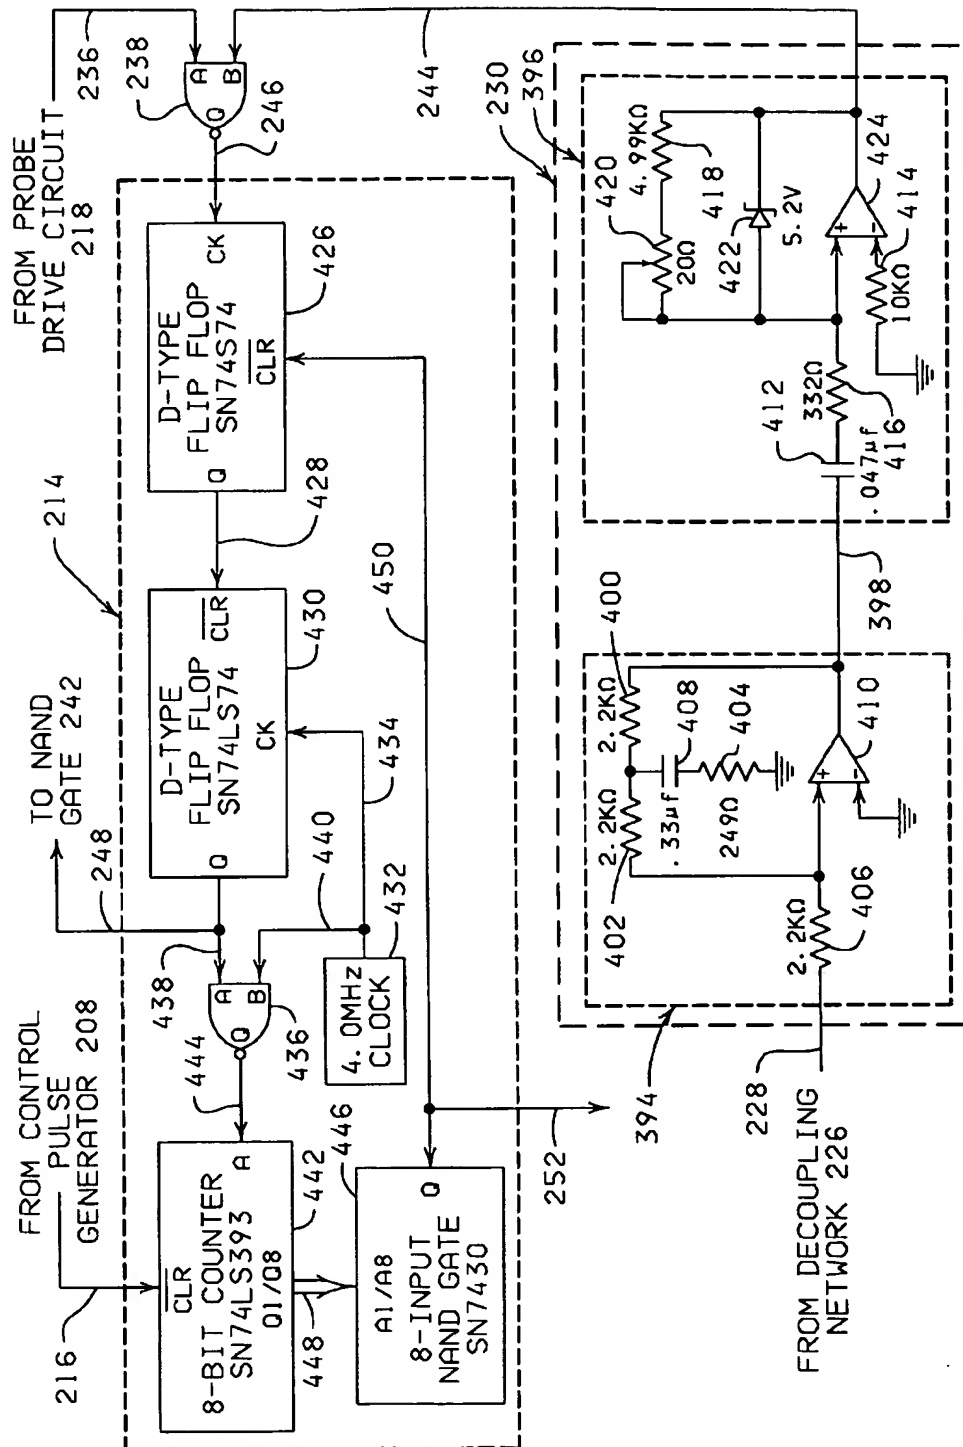 FROM PROBE
DRIVE CIRCUIT
218
236
238
A
B
Q
246
244
214
D-TYPE
FLIP FLOP
SN74S74
CK
CLR
Q
426
428
D-TYPE
FLIP FLOP
SN74LS74
CLR
CK
Q
430
434
450
TO NAND
GATE 242
248
438
A
B
Q
436
440
4.0MHz
CLOCK
432
444
FROM CONTROL
PULSE
GENERATOR 208
216
CLR
8-BIT COUNTER
SN74LS393
Q1/Q8
A
442
448
446
A1/A8
8-INPUT
NAND GATE
SN7430
Q
252
230
396
420
4.99KΩ
418
20Ω
422
5.2V
424
+
-
414
10KΩ
412
332Ω
416
.047µf
398
400
2.2KΩ
2.2KΩ
402
408
.33µf
404
249Ω
410
+
-
2.2KΩ
406
394
228
FROM DECOUPLING
NETWORK 226